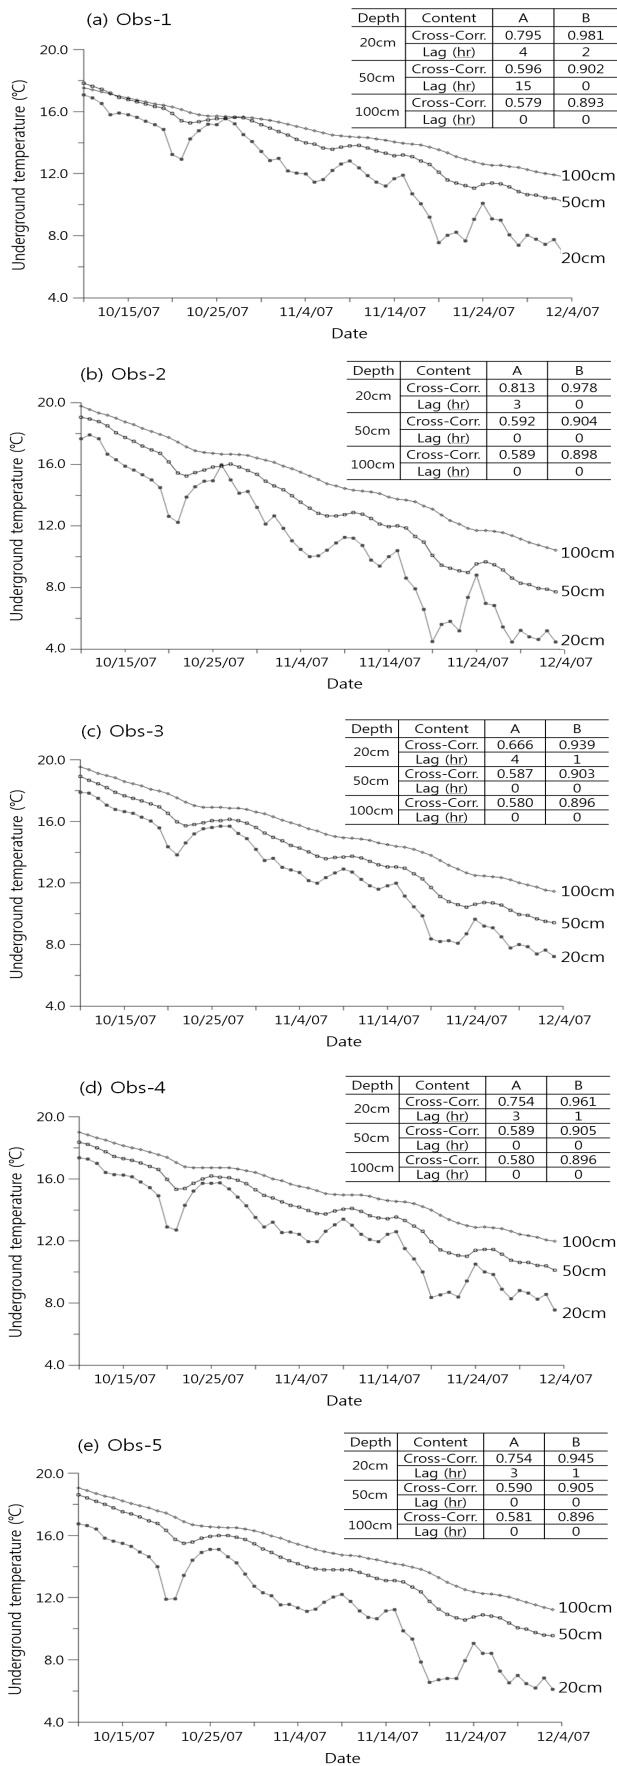 (a) Obs-1
Depth Content A B
20cm Cross-Corr. 0.795 0.981
Lag (hr) 4 2
50cm Cross-Corr. 0.596 0.902
Lag (hr) 15 0
100cm Cross-Corr. 0.579 0.893
Lag (hr) 0 0
Underground temperature (℃)
20.0
16.0
12.0
8.0
4.0
100cm
50cm
20cm
10/15/07 10/25/07 11/4/07 11/14/07 11/24/07 12/4/07
Date
(b) Obs-2
Depth Content A B
20cm Cross-Corr. 0.813 0.978
Lag (hr) 3 0
50cm Cross-Corr. 0.592 0.904
Lag (hr) 0 0
100cm Cross-Corr. 0.589 0.898
Lag (hr) 0 0
Underground temperature (℃)
20.0
16.0
12.0
8.0
4.0
100cm
50cm
20cm
10/15/07 10/25/07 11/4/07 11/14/07 11/24/07 12/4/07
Date
(c) Obs-3
Depth Content A B
20cm Cross-Corr. 0.666 0.939
Lag (hr) 4 1
50cm Cross-Corr. 0.587 0.903
Lag (hr) 0 0
100cm Cross-Corr. 0.580 0.896
Lag (hr) 0 0
Underground temperature (℃)
20.0
16.0
12.0
8.0
4.0
100cm
50cm
20cm
10/15/07 10/25/07 11/4/07 11/14/07 11/24/07 12/4/07
Date
(d) Obs-4
Depth Content A B
20cm Cross-Corr. 0.754 0.961
Lag (hr) 3 1
50cm Cross-Corr. 0.589 0.905
Lag (hr) 0 0
100cm Cross-Corr. 0.580 0.896
Lag (hr) 0 0
Underground temperature (℃)
20.0
16.0
12.0
8.0
4.0
100cm
50cm
20cm
10/15/07 10/25/07 11/4/07 11/14/07 11/24/07 12/4/07
Date
(e) Obs-5
Depth Content A B
20cm Cross-Corr. 0.754 0.945
Lag (hr) 3 1
50cm Cross-Corr. 0.590 0.905
Lag (hr) 0 0
100cm Cross-Corr. 0.581 0.896
Lag (hr) 0 0
Underground temperature (℃)
20.0
16.0
12.0
8.0
4.0
100cm
50cm
20cm
10/15/07 10/25/07 11/4/07 11/14/07 11/24/07 12/4/07
Date